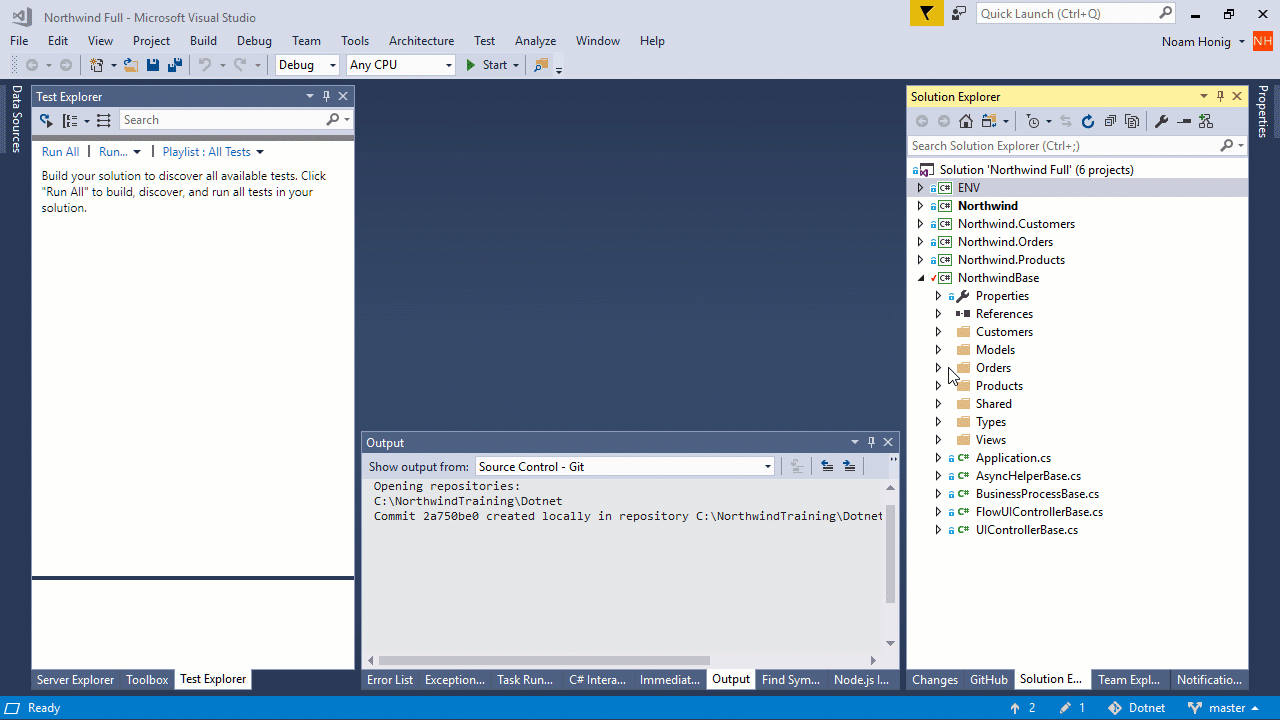 Northwind Full - Microsoft Visual Studio
Quick Launch (Ctrl+Q)
File Edit View Project Build Debug Team Tools Architecture Test Analyze Window Help
Noam Honig NH
Debug Any CPU Start
Data Sources
Test Explorer
Search
Run All | Run... | Playlist : All Tests
Build your solution to discover all available tests. Click
"Run All" to build, discover, and run all tests in your
solution.
Output
Show output from: Source Control - Git
Opening repositories:
C:\NorthwindTraining\Dotnet
Commit 2a750be0 created locally in repository C:\NorthwindTraining\Dotnet
Solution Explorer
Search Solution Explorer (Ctrl+;)
Solution 'Northwind Full' (6 projects)
C# ENV
C# Northwind
C# Northwind.Customers
C# Northwind.Orders
C# Northwind.Products
C# NorthwindBase
Properties
References
Customers
Models
Orders
Products
Shared
Types
Views
C# Application.cs
C# AsyncHelperBase.cs
C# BusinessProcessBase.cs
C# FlowUIControllerBase.cs
C# UIControllerBase.cs
Properties
Server Explorer Toolbox Test Explorer
Error List Exception... Task Run... C# Intera... Immediat... Output Find Sym... Node.js I...
Changes GitHub Solution E... Team Expl... Notificatio...
Ready
2 1 Dotnet master